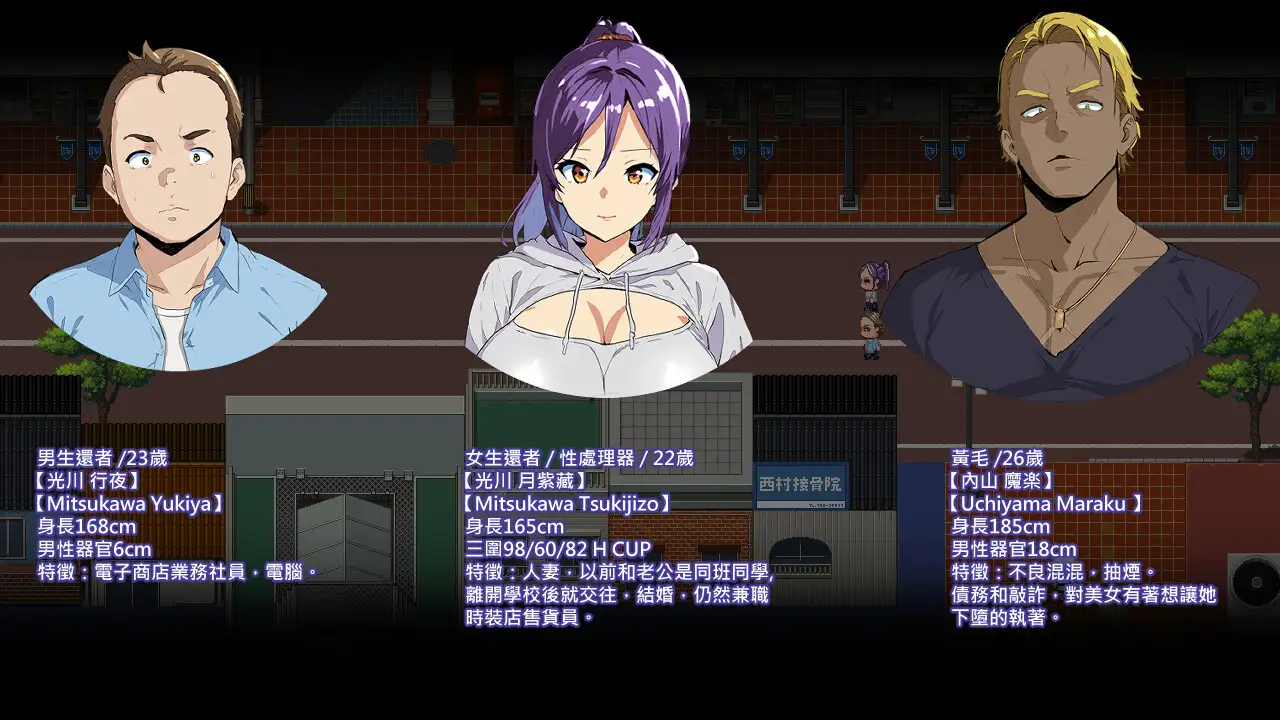 男生還者 /23歲
【光川 行夜】
【Mitsukawa Yukiya】
身長168cm
男性器官6cm
特徵：電子商店業務社員，電腦。
女生還者 / 性處理器 / 22歲
【光川 月紫藏】
【Mitsukawa Tsukijizo】
身長165cm
三圍98/60/82 H CUP
特徵：人妻，以前和老公是同班同學,
離開學校後就交往，結婚，仍然兼職
時裝店售貨員。
西村接骨院
黃毛 /26歲
【內山 魔楽】
【Uchiyama Maraku 】
身長185cm
男性器官18cm
特徵：不良混混，抽煙。
債務和敲詐，對美女有著想讓她
下墮的執著。